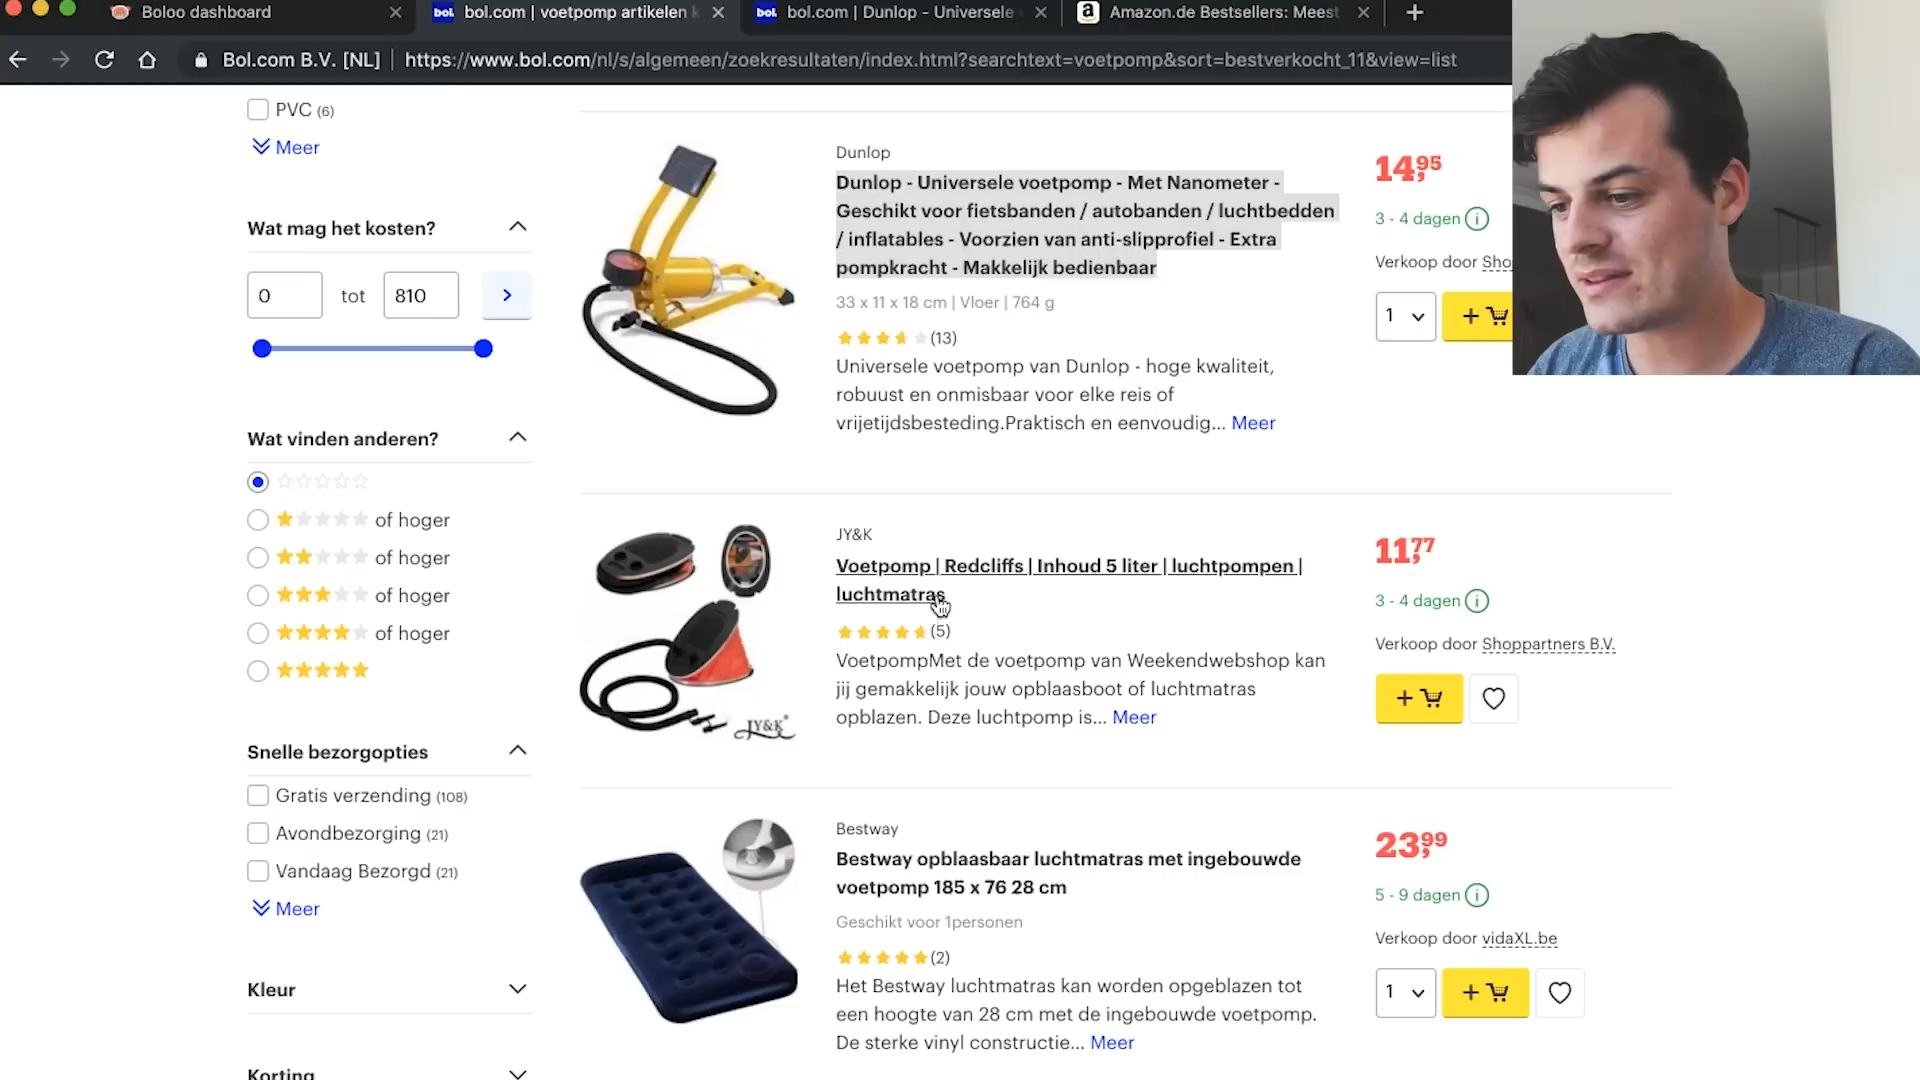 Boloo dashboard
bol. bol.com | voetpomp artikelen k
bol. bol.com | Dunlop - Universele
a Amazon.de Bestsellers: Meest
Bol.com B.V. [NL] | https://www.bol.com/nl/s/algemeen/zoekresultaten/index.html?searchtext=voetpomp&sort=bestverkocht_11&view=list
PVC (6)
Meer
Wat mag het kosten?
0 tot 810
Wat vinden anderen?
of hoger
of hoger
of hoger
of hoger
Snelle bezorgopties
Gratis verzending (108)
Avondbezorging (21)
Vandaag Bezorgd (21)
Meer
Kleur
Korting
Dunlop
Dunlop - Universele voetpomp - Met Nanometer -
Geschikt voor fietsbanden / autobanden / luchtbedden
/ inflatables - Voorzien van anti-slipprofiel - Extra
pompkracht - Makkelijk bedienbaar
33 x 11 x 18 cm | Vloer | 764 g
(13)
Universele voetpomp van Dunlop - hoge kwaliteit,
robuust en onmisbaar voor elke reis of
vrijetijdsbesteding.Praktisch en eenvoudig... Meer
14,95
3 - 4 dagen
Verkoop door Sho
1
JY&K
Voetpomp | Redcliffs | Inhoud 5 liter | luchtpompen |
luchtmatras
(5)
VoetpompMet de voetpomp van Weekendwebshop kan
jij gemakkelijk jouw opblaasboot of luchtmatras
opblazen. Deze luchtpomp is... Meer
JY&K
11,77
3 - 4 dagen
Verkoop door Shoppartners B.V.
Bestway
Bestway opblaasbaar luchtmatras met ingebouwde
voetpomp 185 x 76 28 cm
Geschikt voor 1personen
(2)
Het Bestway luchtmatras kan worden opgeblazen tot
een hoogte van 28 cm met de ingebouwde voetpomp.
De sterke vinyl constructie... Meer
23,99
5 - 9 dagen
Verkoop door vidaXL.be
1